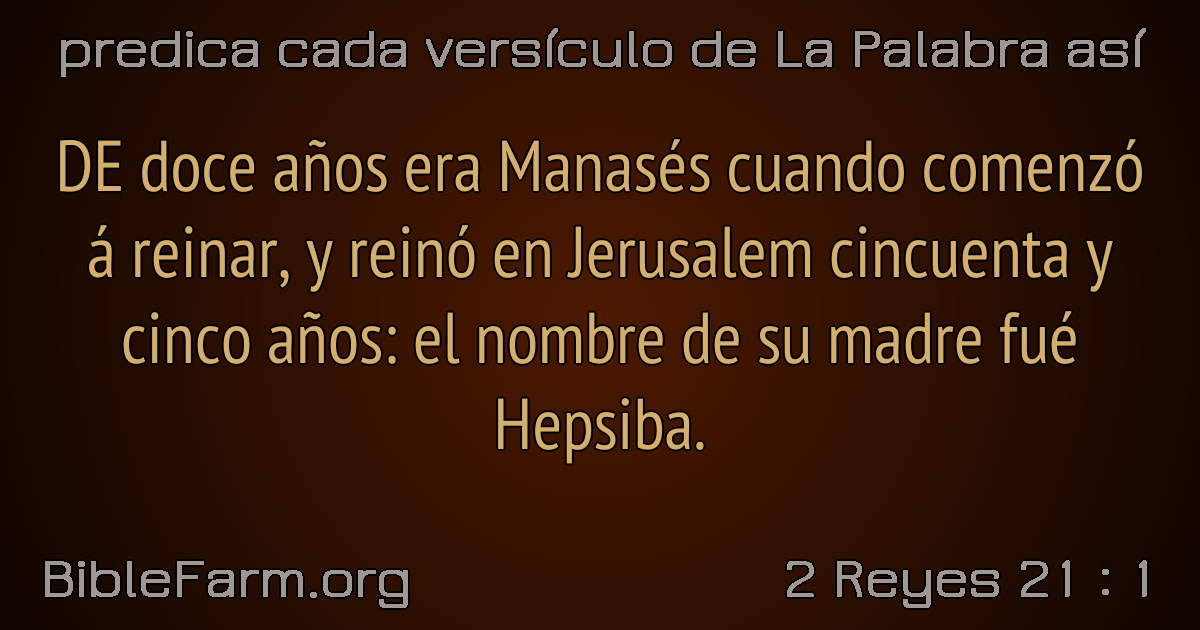 predica cada versículo de La Palabra así
DE doce años era Manasés cuando comenzó
á reinar, y reinó en Jerusalem cincuenta y
cinco años: el nombre de su madre fué
Hepsiba.
BibleFarm.org
2 Reyes 21 : 1